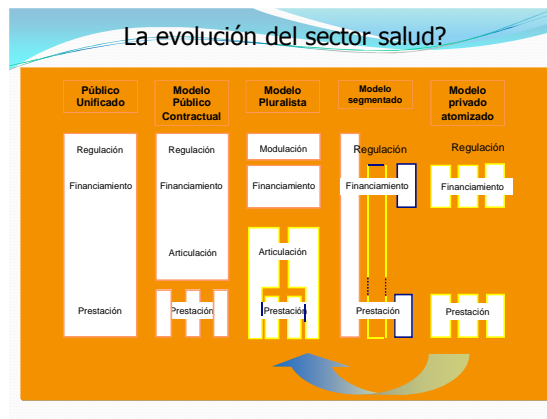 La evolución del sector salud?
Público
Unificado
Modelo
Público
Contractual
Modelo
Pluralista
Modelo
segmentado
Modelo
privado
atomizado
Regulación
Regulación
Modulación
Regulación
Regulación
Financiamiento
Financiamiento
Financiamiento
Financiamiento
Financiamiento
Articulación
Articulación
Prestación
Prestación
Prestación
Prestación
Prestación